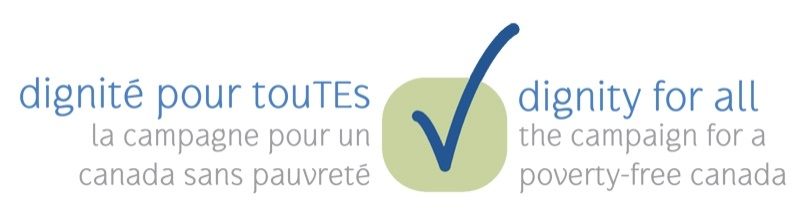 dignité pour touTEs
la campagne pour un
canada sans pauvreté
dignity for all
the campaign for a
poverty-free canada